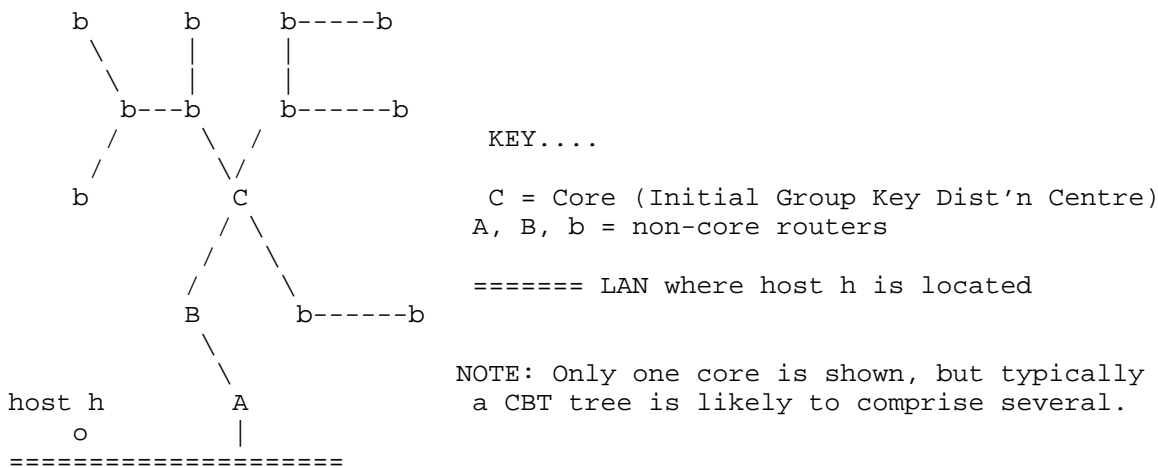 b      b     b-----b
     \     |     |
      \    |     |
       b---b     b------b
      /     \   /              KEY....
     /       \ /
    b         C                C = Core (Initial Group Key Dist'n Centre)
             / \              A, B, b = non-core routers
            /   \
           /     \            ======= LAN where host h is located
           B      b------b
            \
             \               NOTE: Only one core is shown, but typically
host h        A               a CBT tree is likely to comprise several.
    o         |
=====================